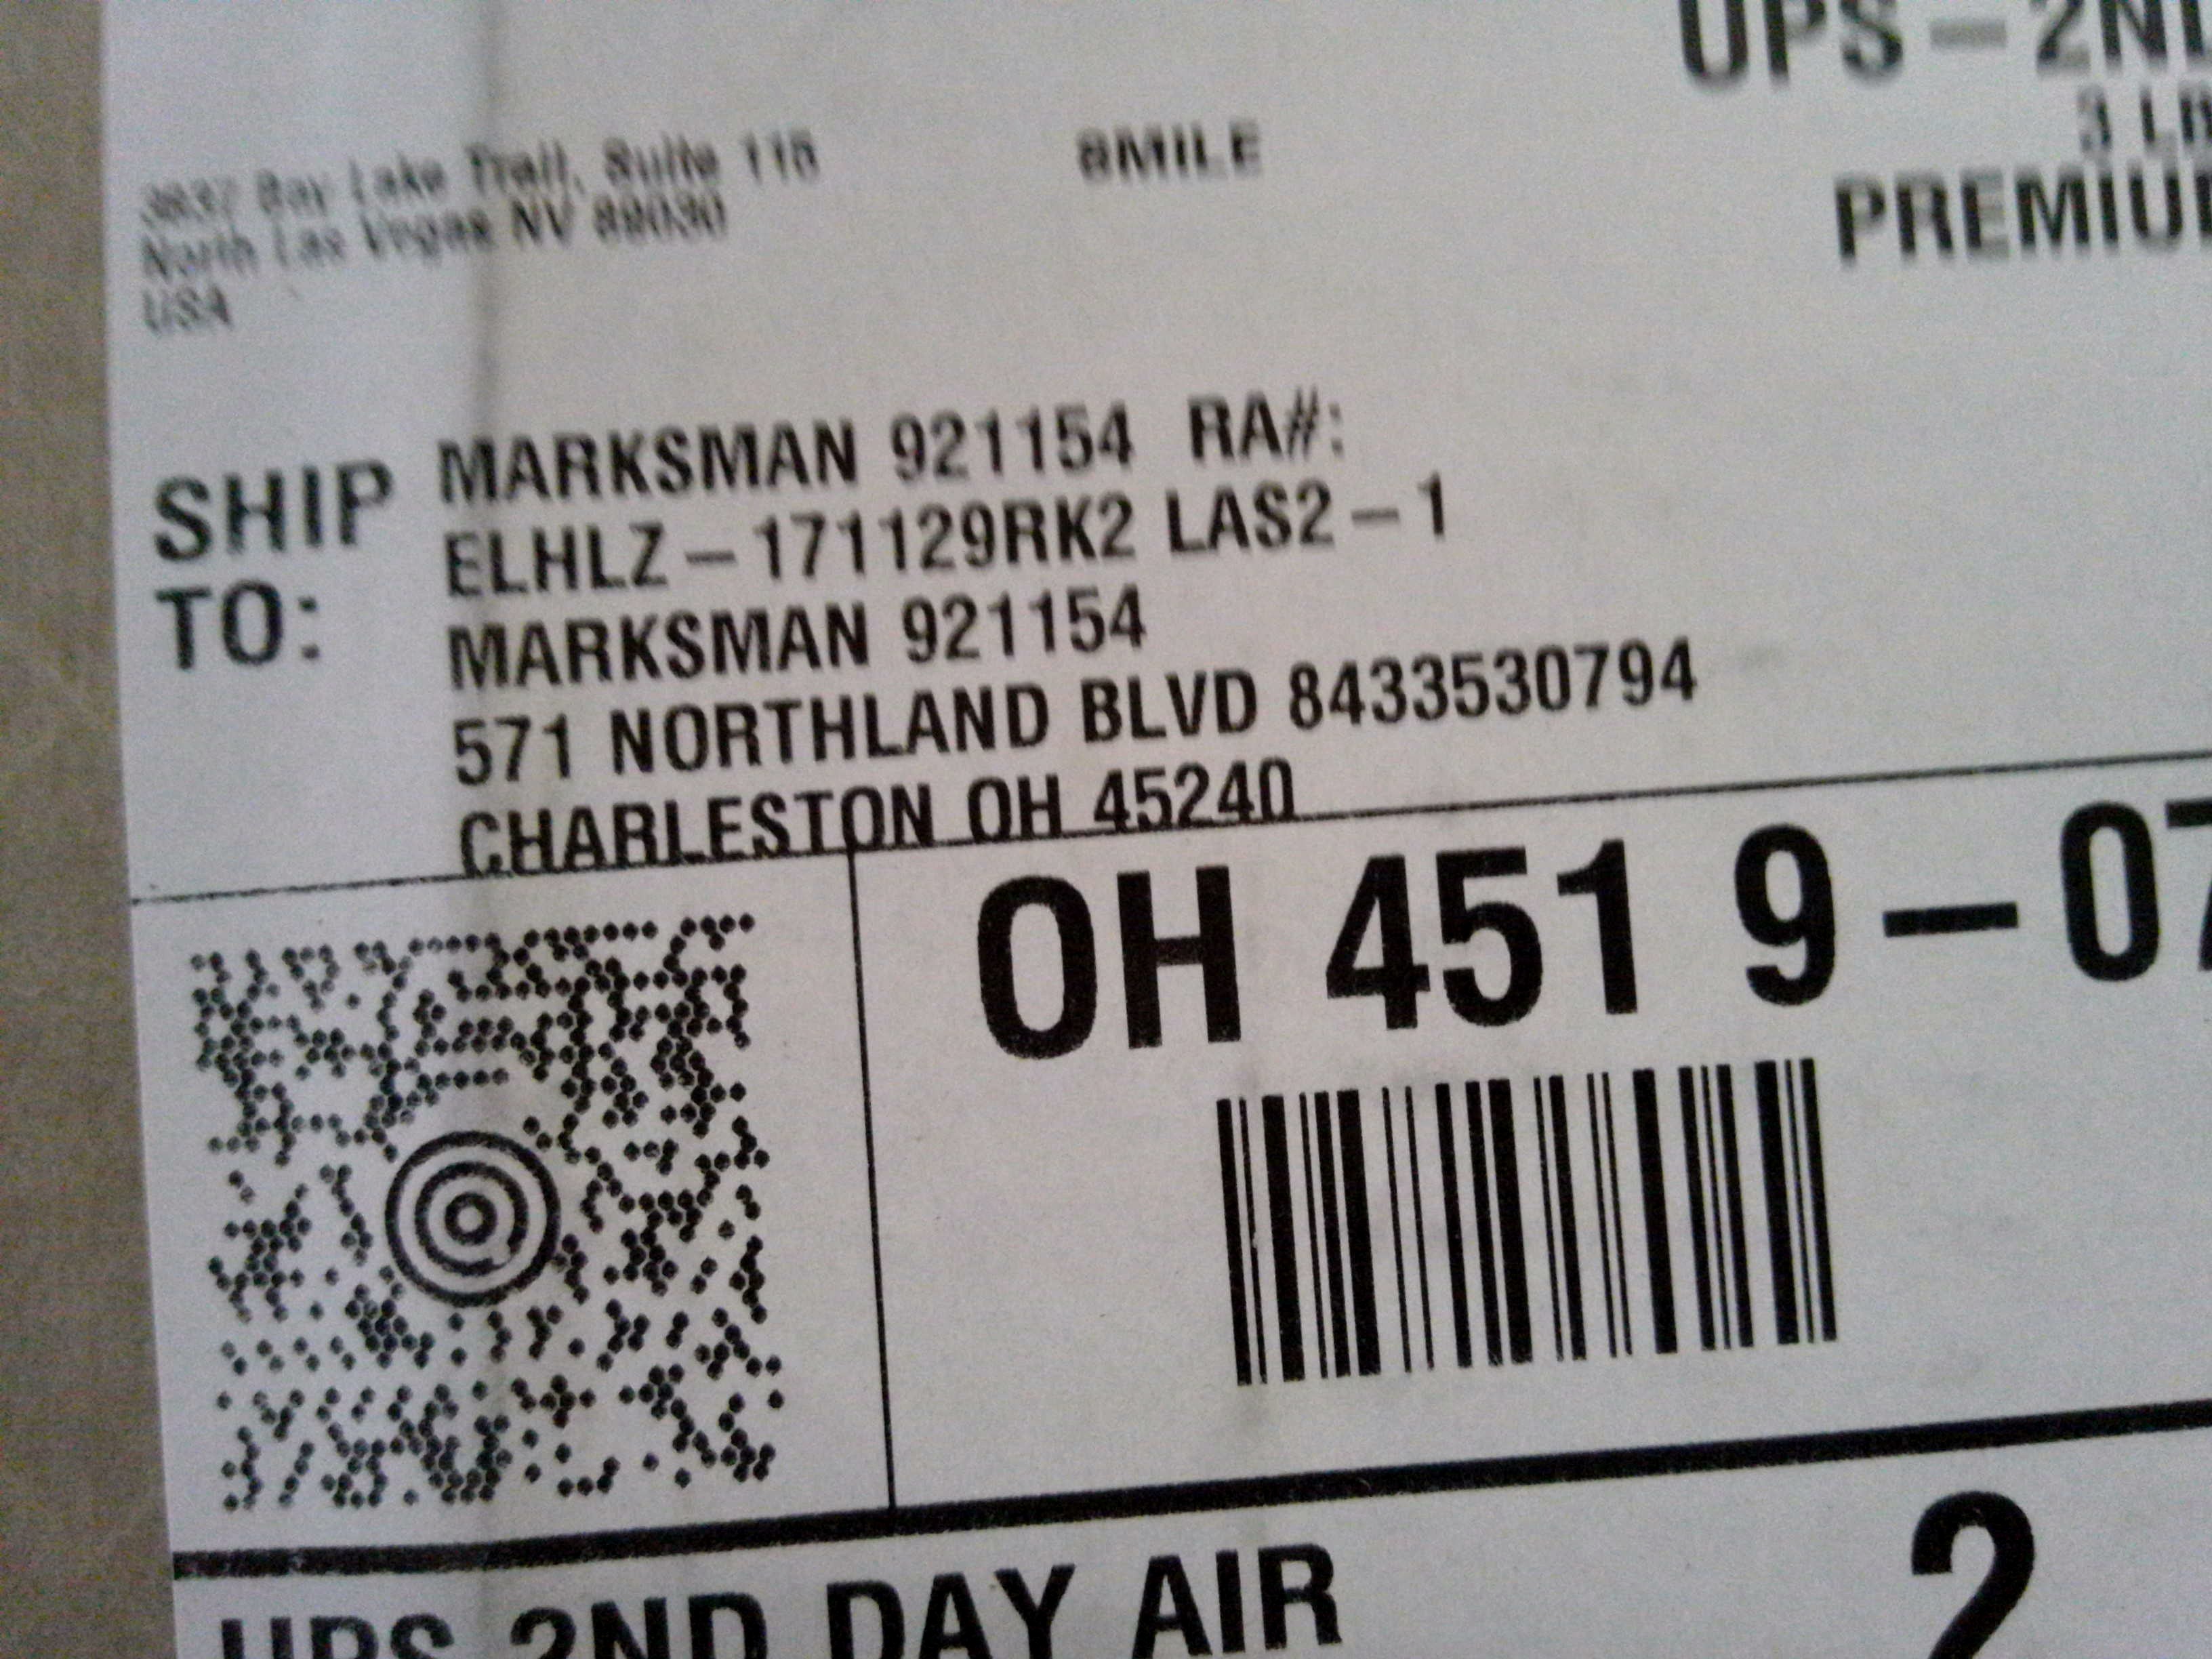 UPS - 2ND
3 LB
Bay Lake Trail, Suite 115 8MILE
PREMIU
North Las Vegas NV 89030
USA
SHIP TO:
MARKSMAN 921154 RA#:
ELHLZ - 171129RK2 LAS2 - 1
MARKSMAN 921154
571 NORTHLAND BLVD 8433530794
CHARLESTON OH 45240
OH 451 9 - 07
UPS 2ND DAY AIR
2